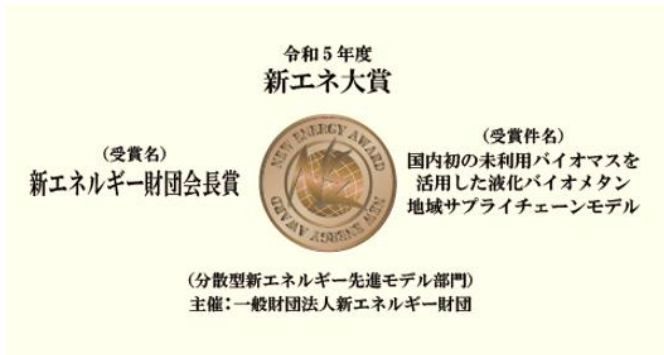 令和5年度
新エネ大賞
(受賞名)
新エネルギー財団会長賞
NEW ENERGY AWARD
NEW ENERGY AWARD
(受賞件名)
国内初の未利用バイオマスを
活用した液化バイオメタン
地域サプライチェーンモデル
(分散型新エネルギー先進モデル部門)
主催:一般財団法人新エネルギー財団